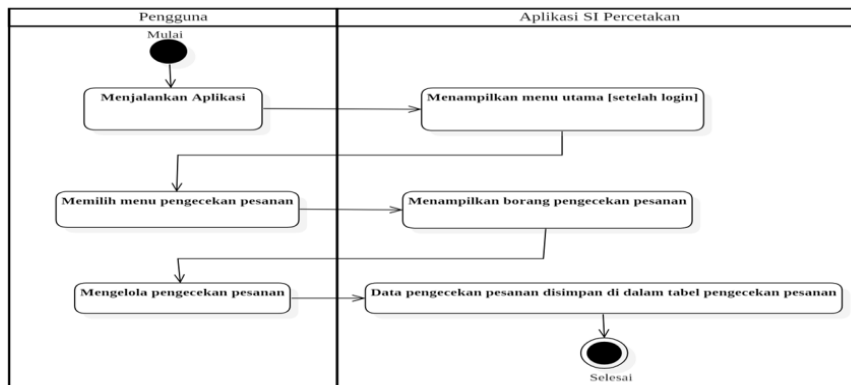 Pengguna
Aplikasi SI Percetakan
Mulai
Menjalankan Aplikasi
Menampilkan menu utama [setelah login]
Memilih menu pengecekan pesanan
Menampilkan borang pengecekan pesanan
Mengelola pengecekan pesanan
Data pengecekan pesanan disimpan di dalam tabel pengecekan pesanan
Selesai